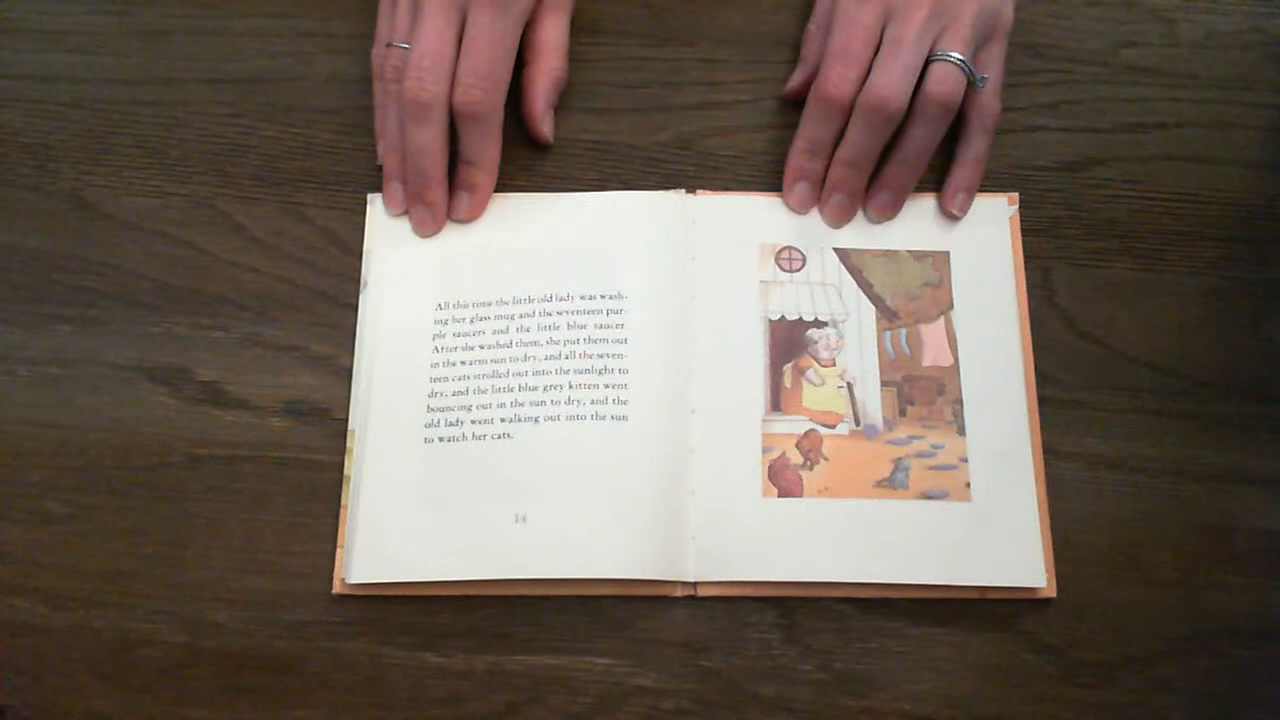 All this time the little old lady was wash-
ing her glass mug and the seventeen pur-
ple saucers and the little blue saucer.
After she washed them, she put them out
in the warm sun to dry, and all the seven-
teen cats strolled out into the sunlight to
dry, and the little blue grey kitten went
bouncing out in the sun to dry, and the
old lady went walking out into the sun
to watch her cats.
14